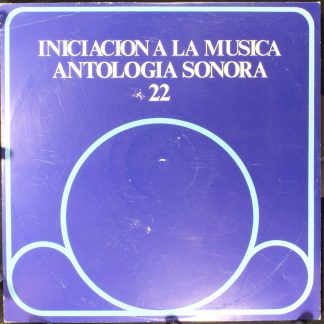 INICIACION A LA MUSICA
ANTOLOGIA SONORA
22